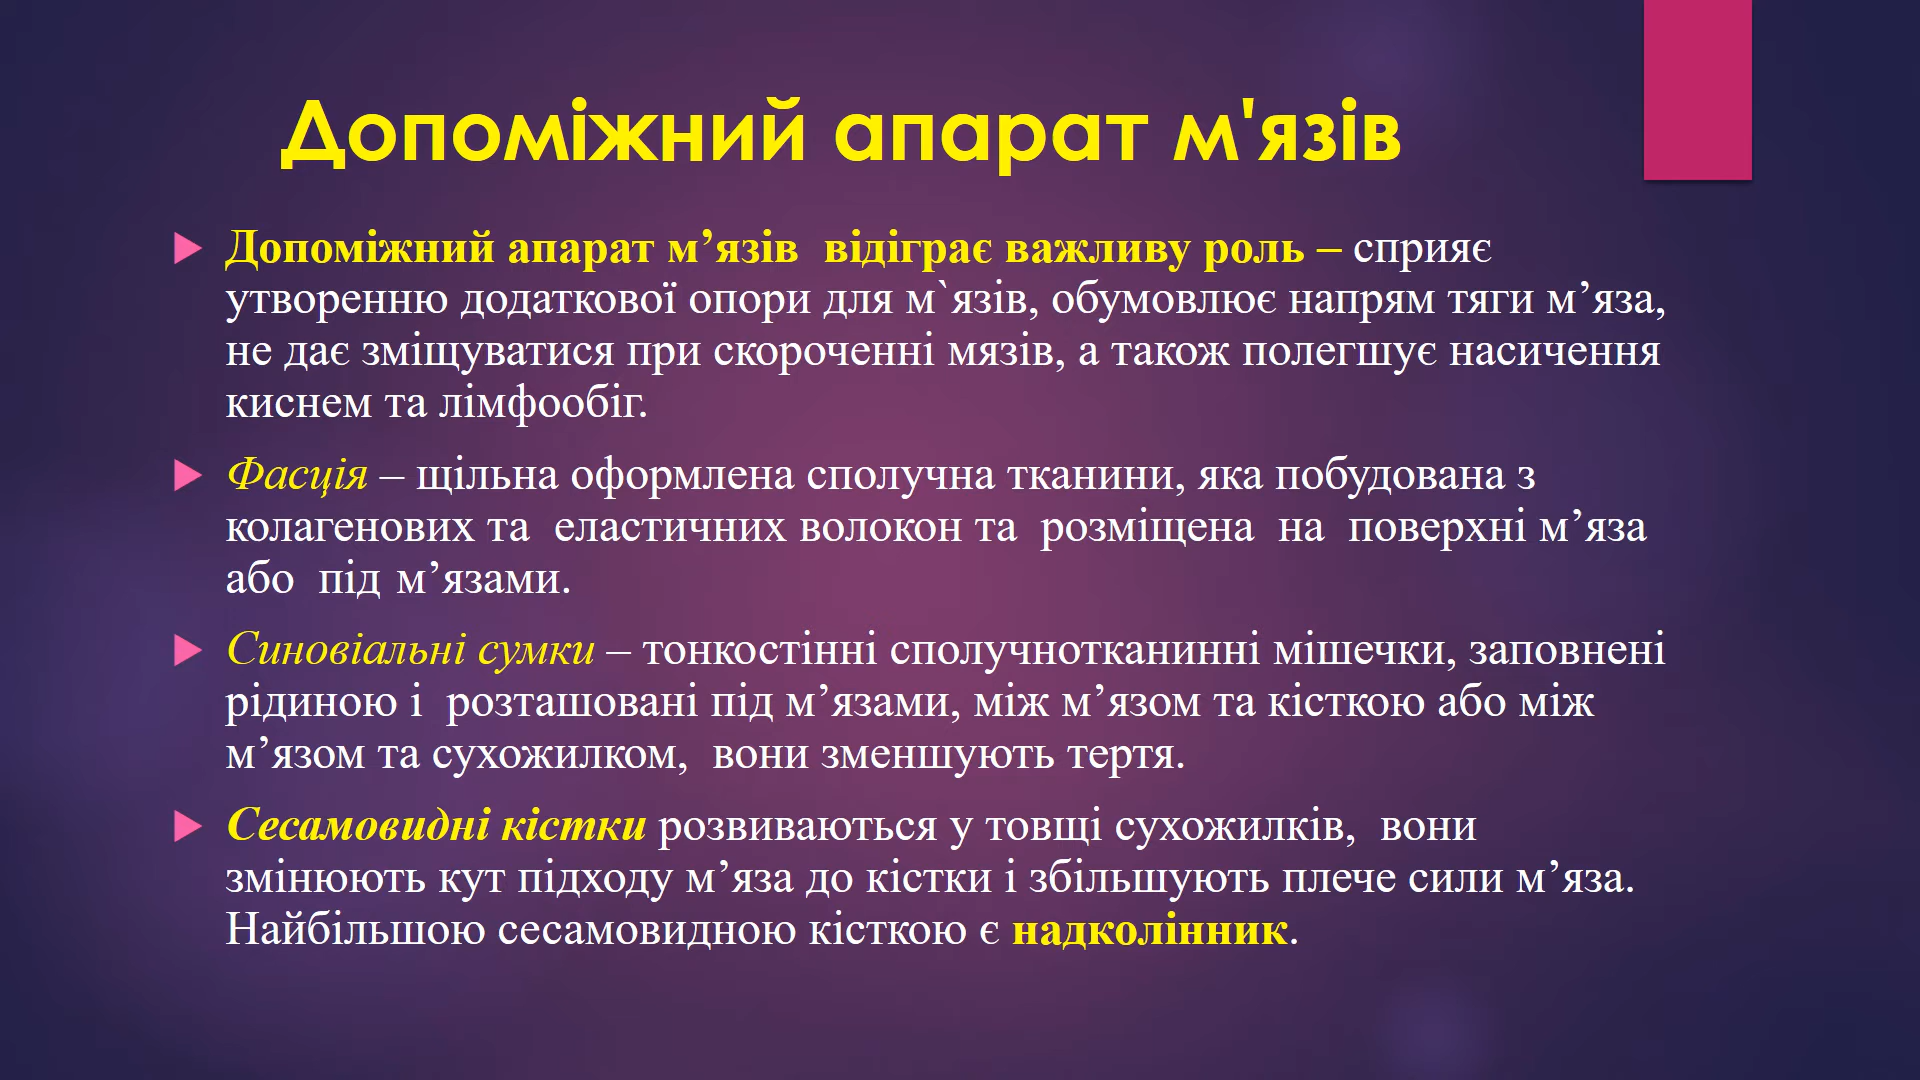 Допоміжний апарат м'язів
Допоміжний апарат м’язів  відіграє важливу роль – сприяє
утворенню додаткової опори для м`язів, обумовлює напрям тяги м’яза,
не дає зміщуватися при скороченні мязів, а також полегшує насичення
киснем та лімфообіг.
Фасція – щільна оформлена сполучна тканини, яка побудована з
колагенових та  еластичних волокон та  розміщена  на  поверхні м’яза
або  під м’язами.
Синовіальні сумки – тонкостінні сполучнотканинні мішечки, заповнені
рідиною і  розташовані під м’язами, між м’язом та кісткою або між
м’язом та сухожилком,  вони зменшують тертя.
Сесамовидні кістки розвиваються у товщі сухожилків,  вони
змінюють кут підходу м’яза до кістки і збільшують плече сили м’яза.
Найбільшою сесамовидною кісткою є надколінник.